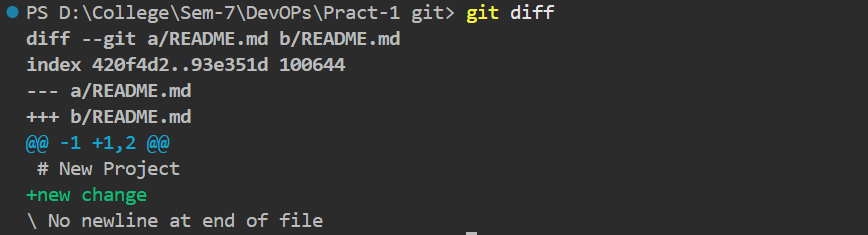 PS D:\College\Sem-7\DevOPs\Pract-1 git> git diff
diff --git a/README.md b/README.md
index 420f4d2..93e351d 100644
--- a/README.md
+++ b/README.md
@@ -1 +1,2 @@
 # New Project
+new change
\ No newline at end of file